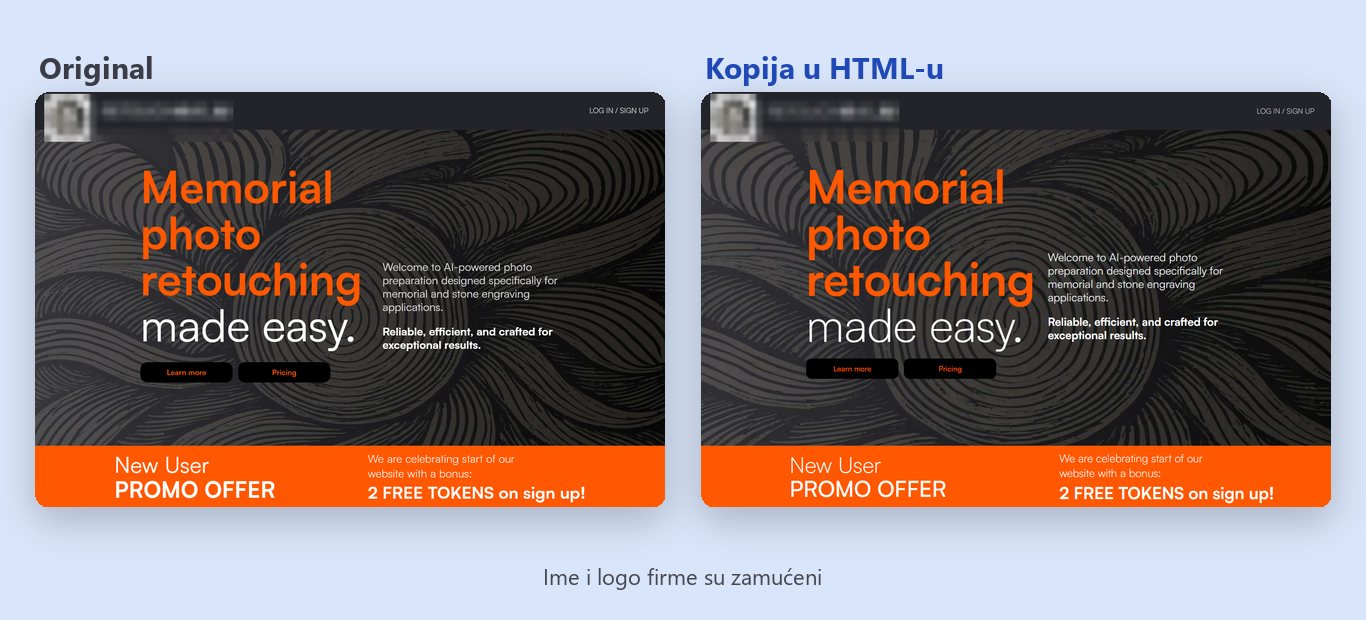 Original
LOG IN / SIGN UP
Memorial
photo
retouching
made easy.
Welcome to AI-powered photo
preparation designed specifically for
memorial and stone engraving
applications.
Reliable, efficient, and crafted for
exceptional results.
Learn more
Pricing
New User
PROMO OFFER
We are celebrating start of our
website with a bonus:
2 FREE TOKENS on sign up!
Kopija u HTML-u
LOG IN / SIGN UP
Memorial
photo
retouching
made easy.
Welcome to AI-powered photo
preparation designed specifically for
memorial and stone engraving
applications.
Reliable, efficient, and crafted for
exceptional results.
Learn more
Pricing
New User
PROMO OFFER
We are celebrating start of our
website with a bonus:
2 FREE TOKENS on sign up!
Ime i logo firme su zamućeni